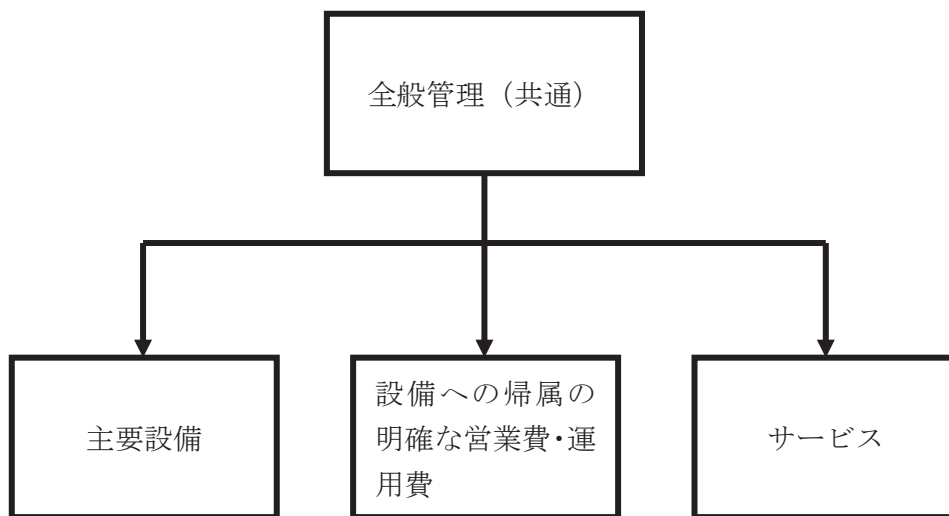 全般管理（共通）
主要設備
設備への帰属の
明確な営業費・運
用費
サービス